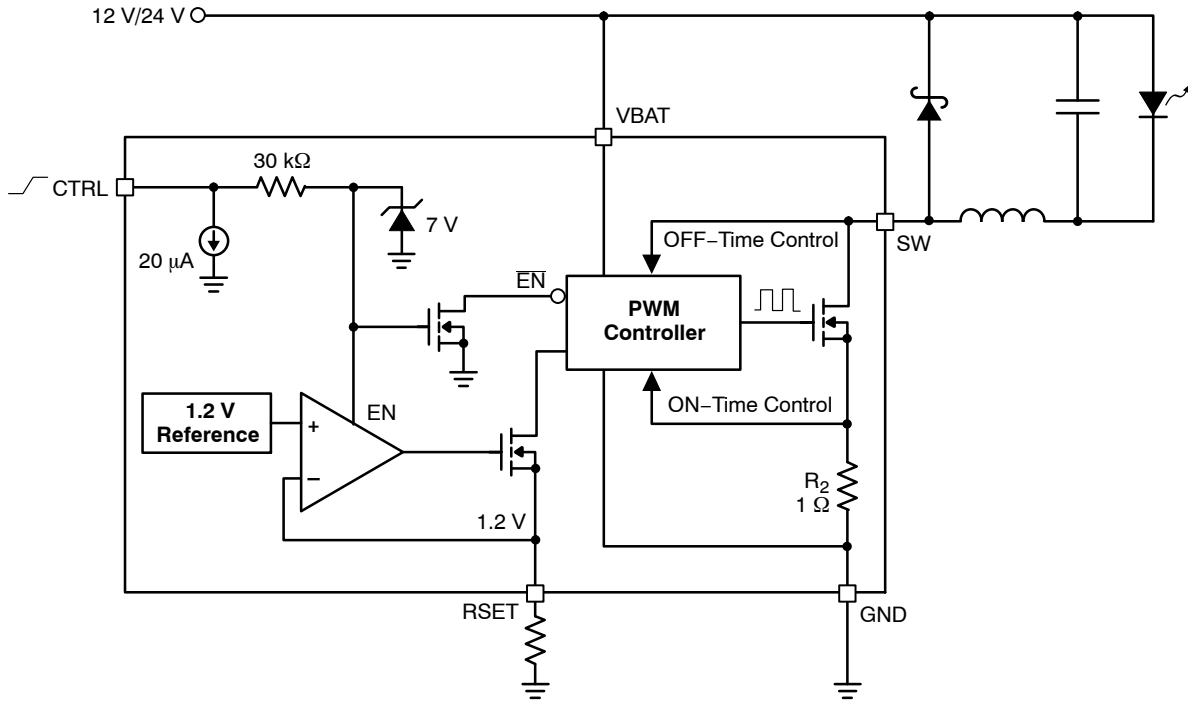 12 V/24 V
VBAT
30 kΩ
CTRL
7 V
20 μA
SW
OFF−Time Control
EN
PWM
Controller
1.2 V
Reference
+
EN
ON−Time Control
−
R2
1 Ω
1.2 V
RSET
GND